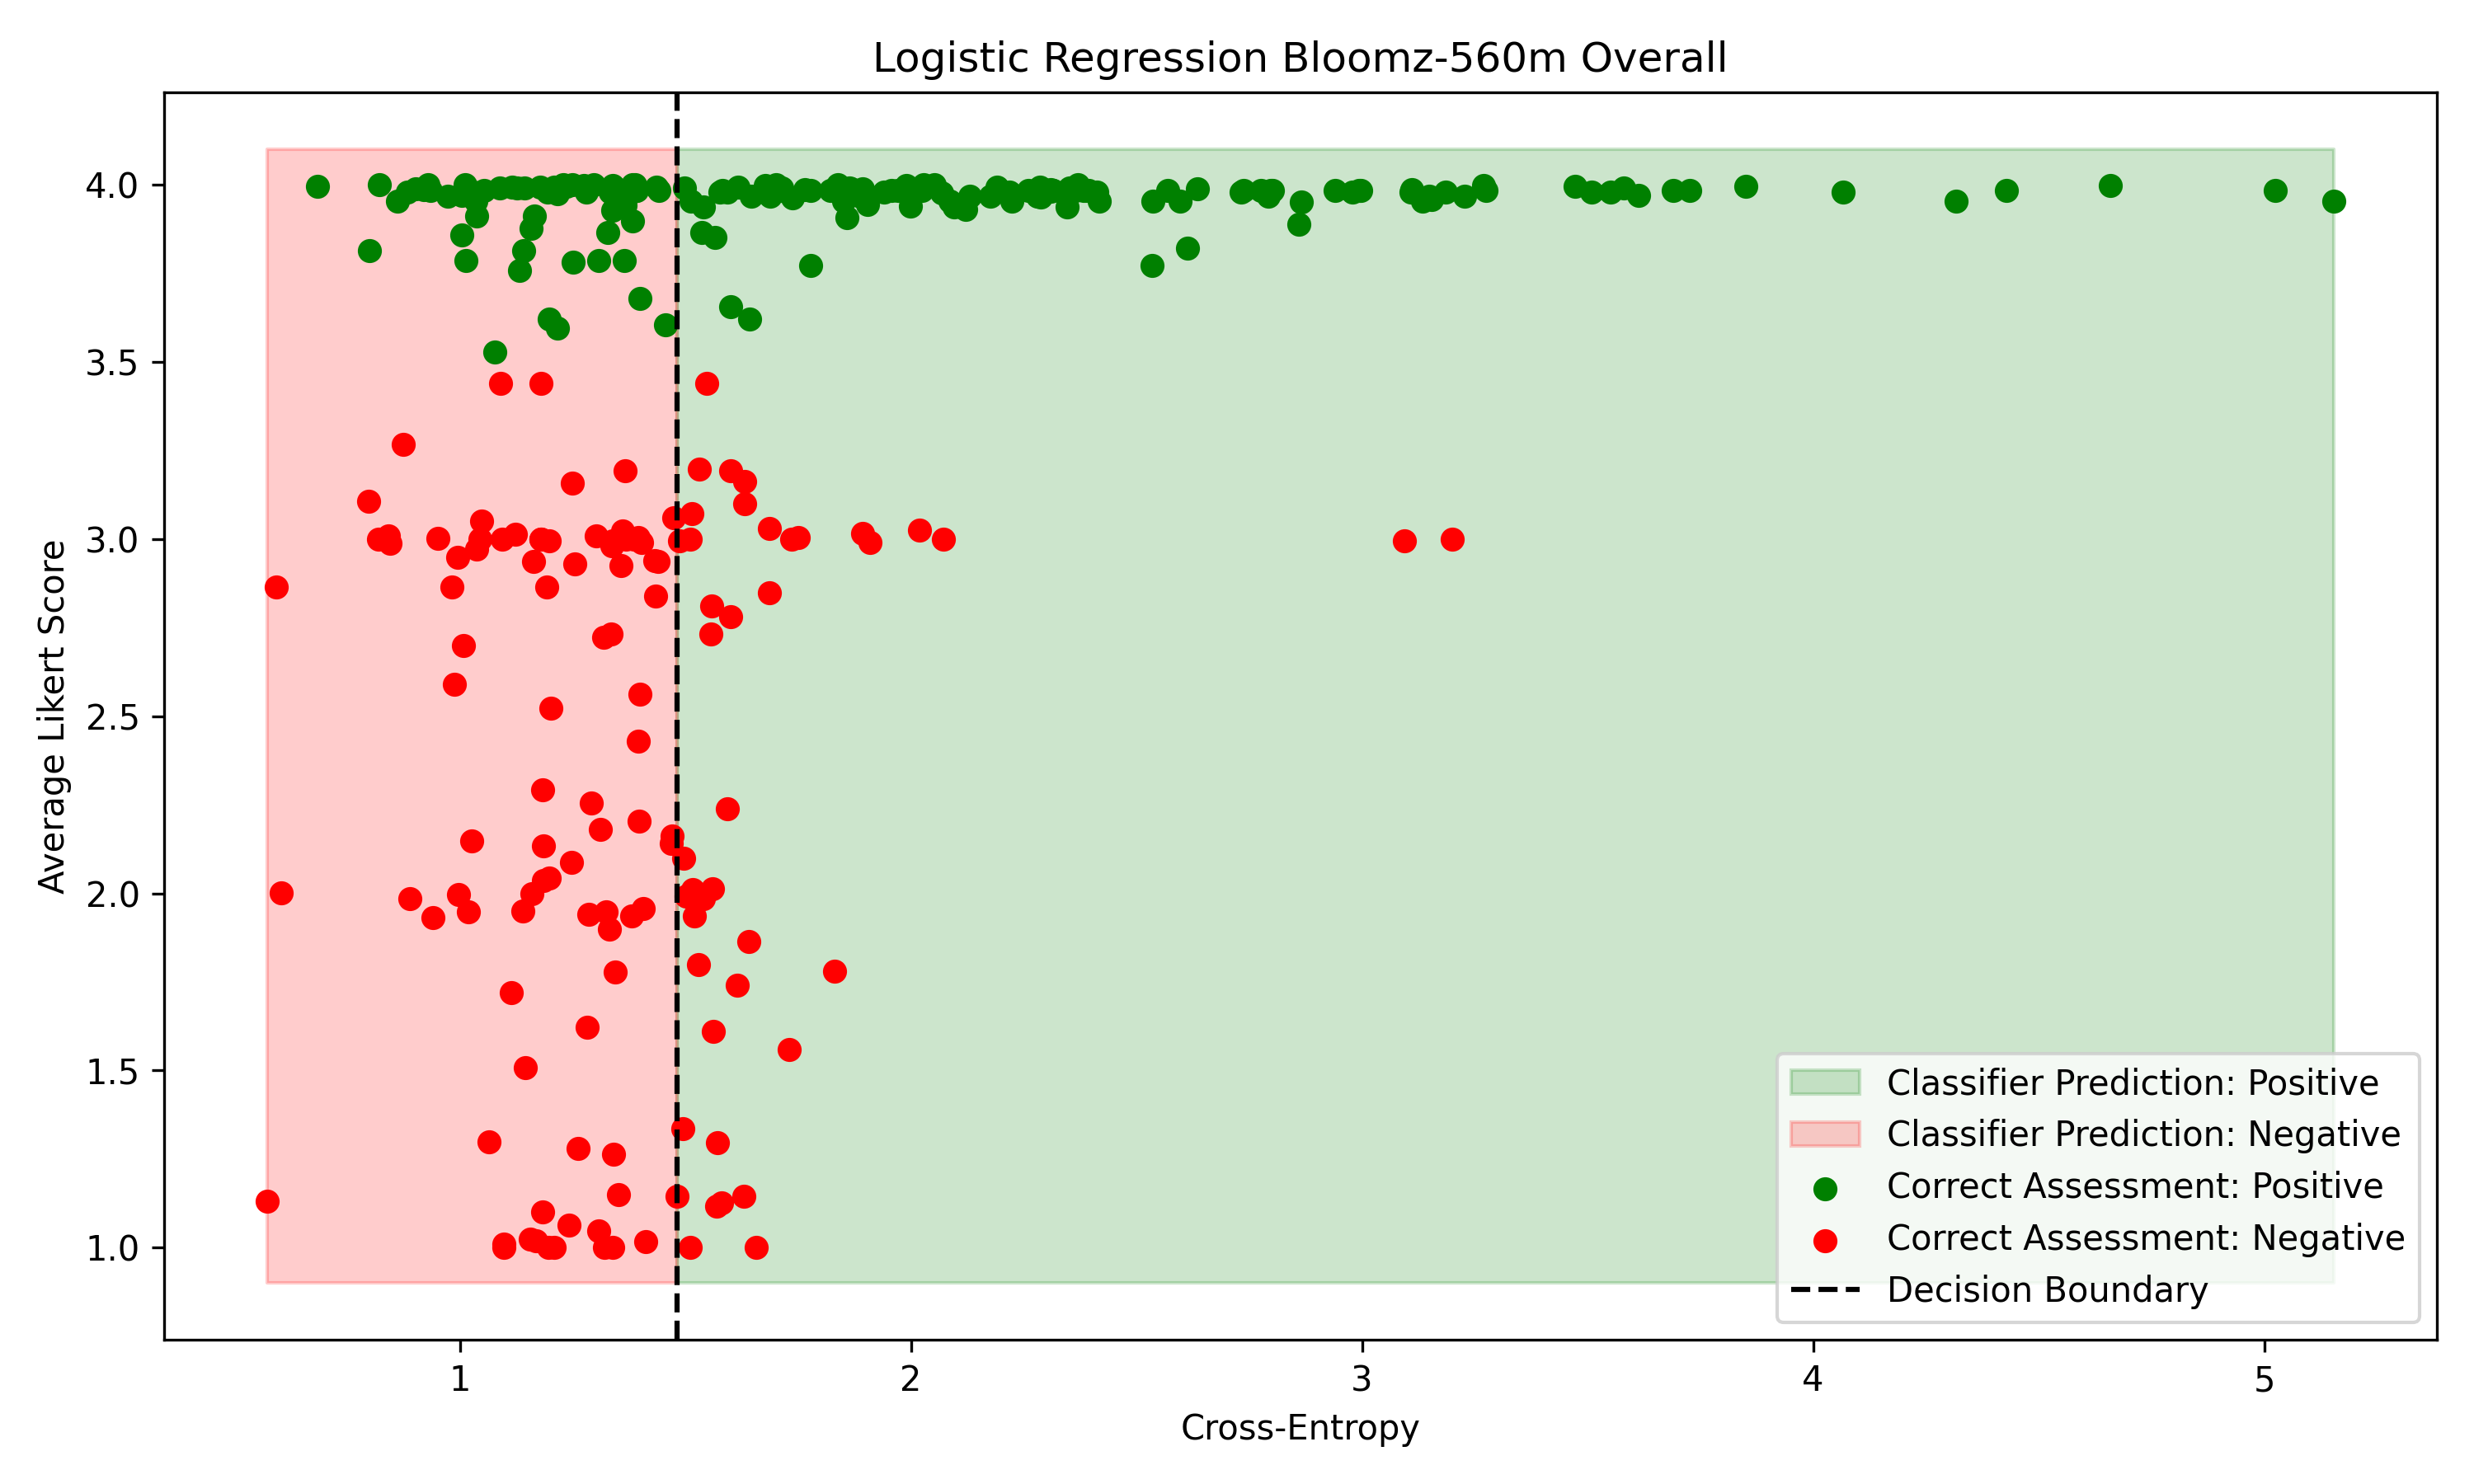 Logistic Regression Bloomz-560m Overall
4.0
3.5
3.0
2.5
2.0
1.5
1.0
Average Likert Score
1 2 3 4 5
Cross-Entropy
Classifier Prediction: Positive
Classifier Prediction: Negative
Correct Assessment: Positive
Correct Assessment: Negative
Decision Boundary